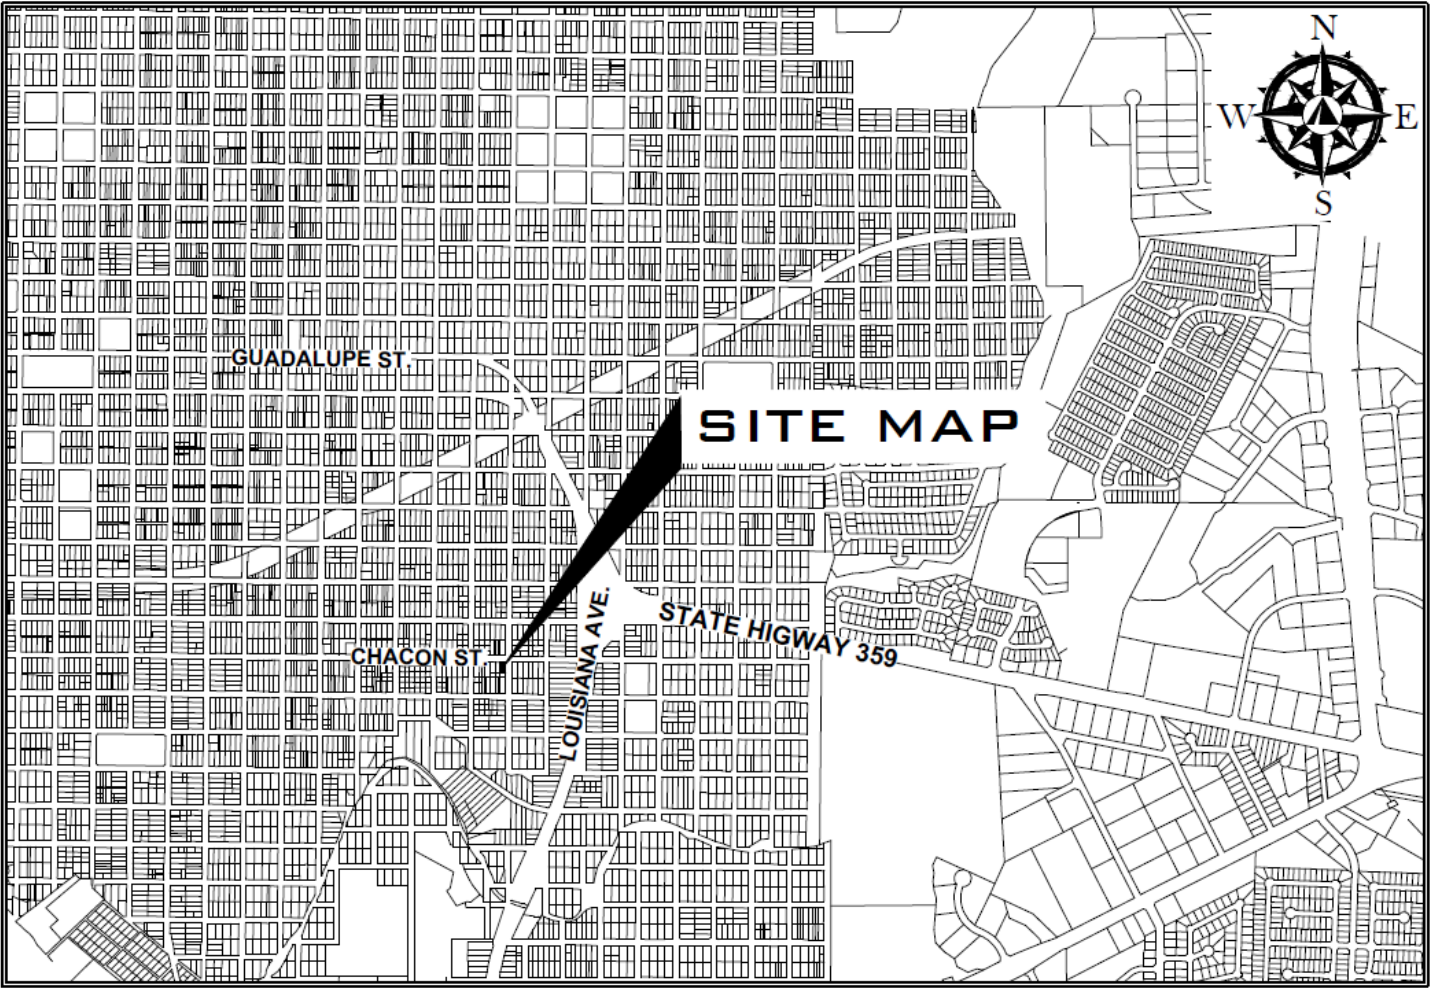 N
W E
S
GUADALUPE ST.
SITE MAP
STATE HIGWAY 359
CHACON ST.
LOUISIANA AVE.